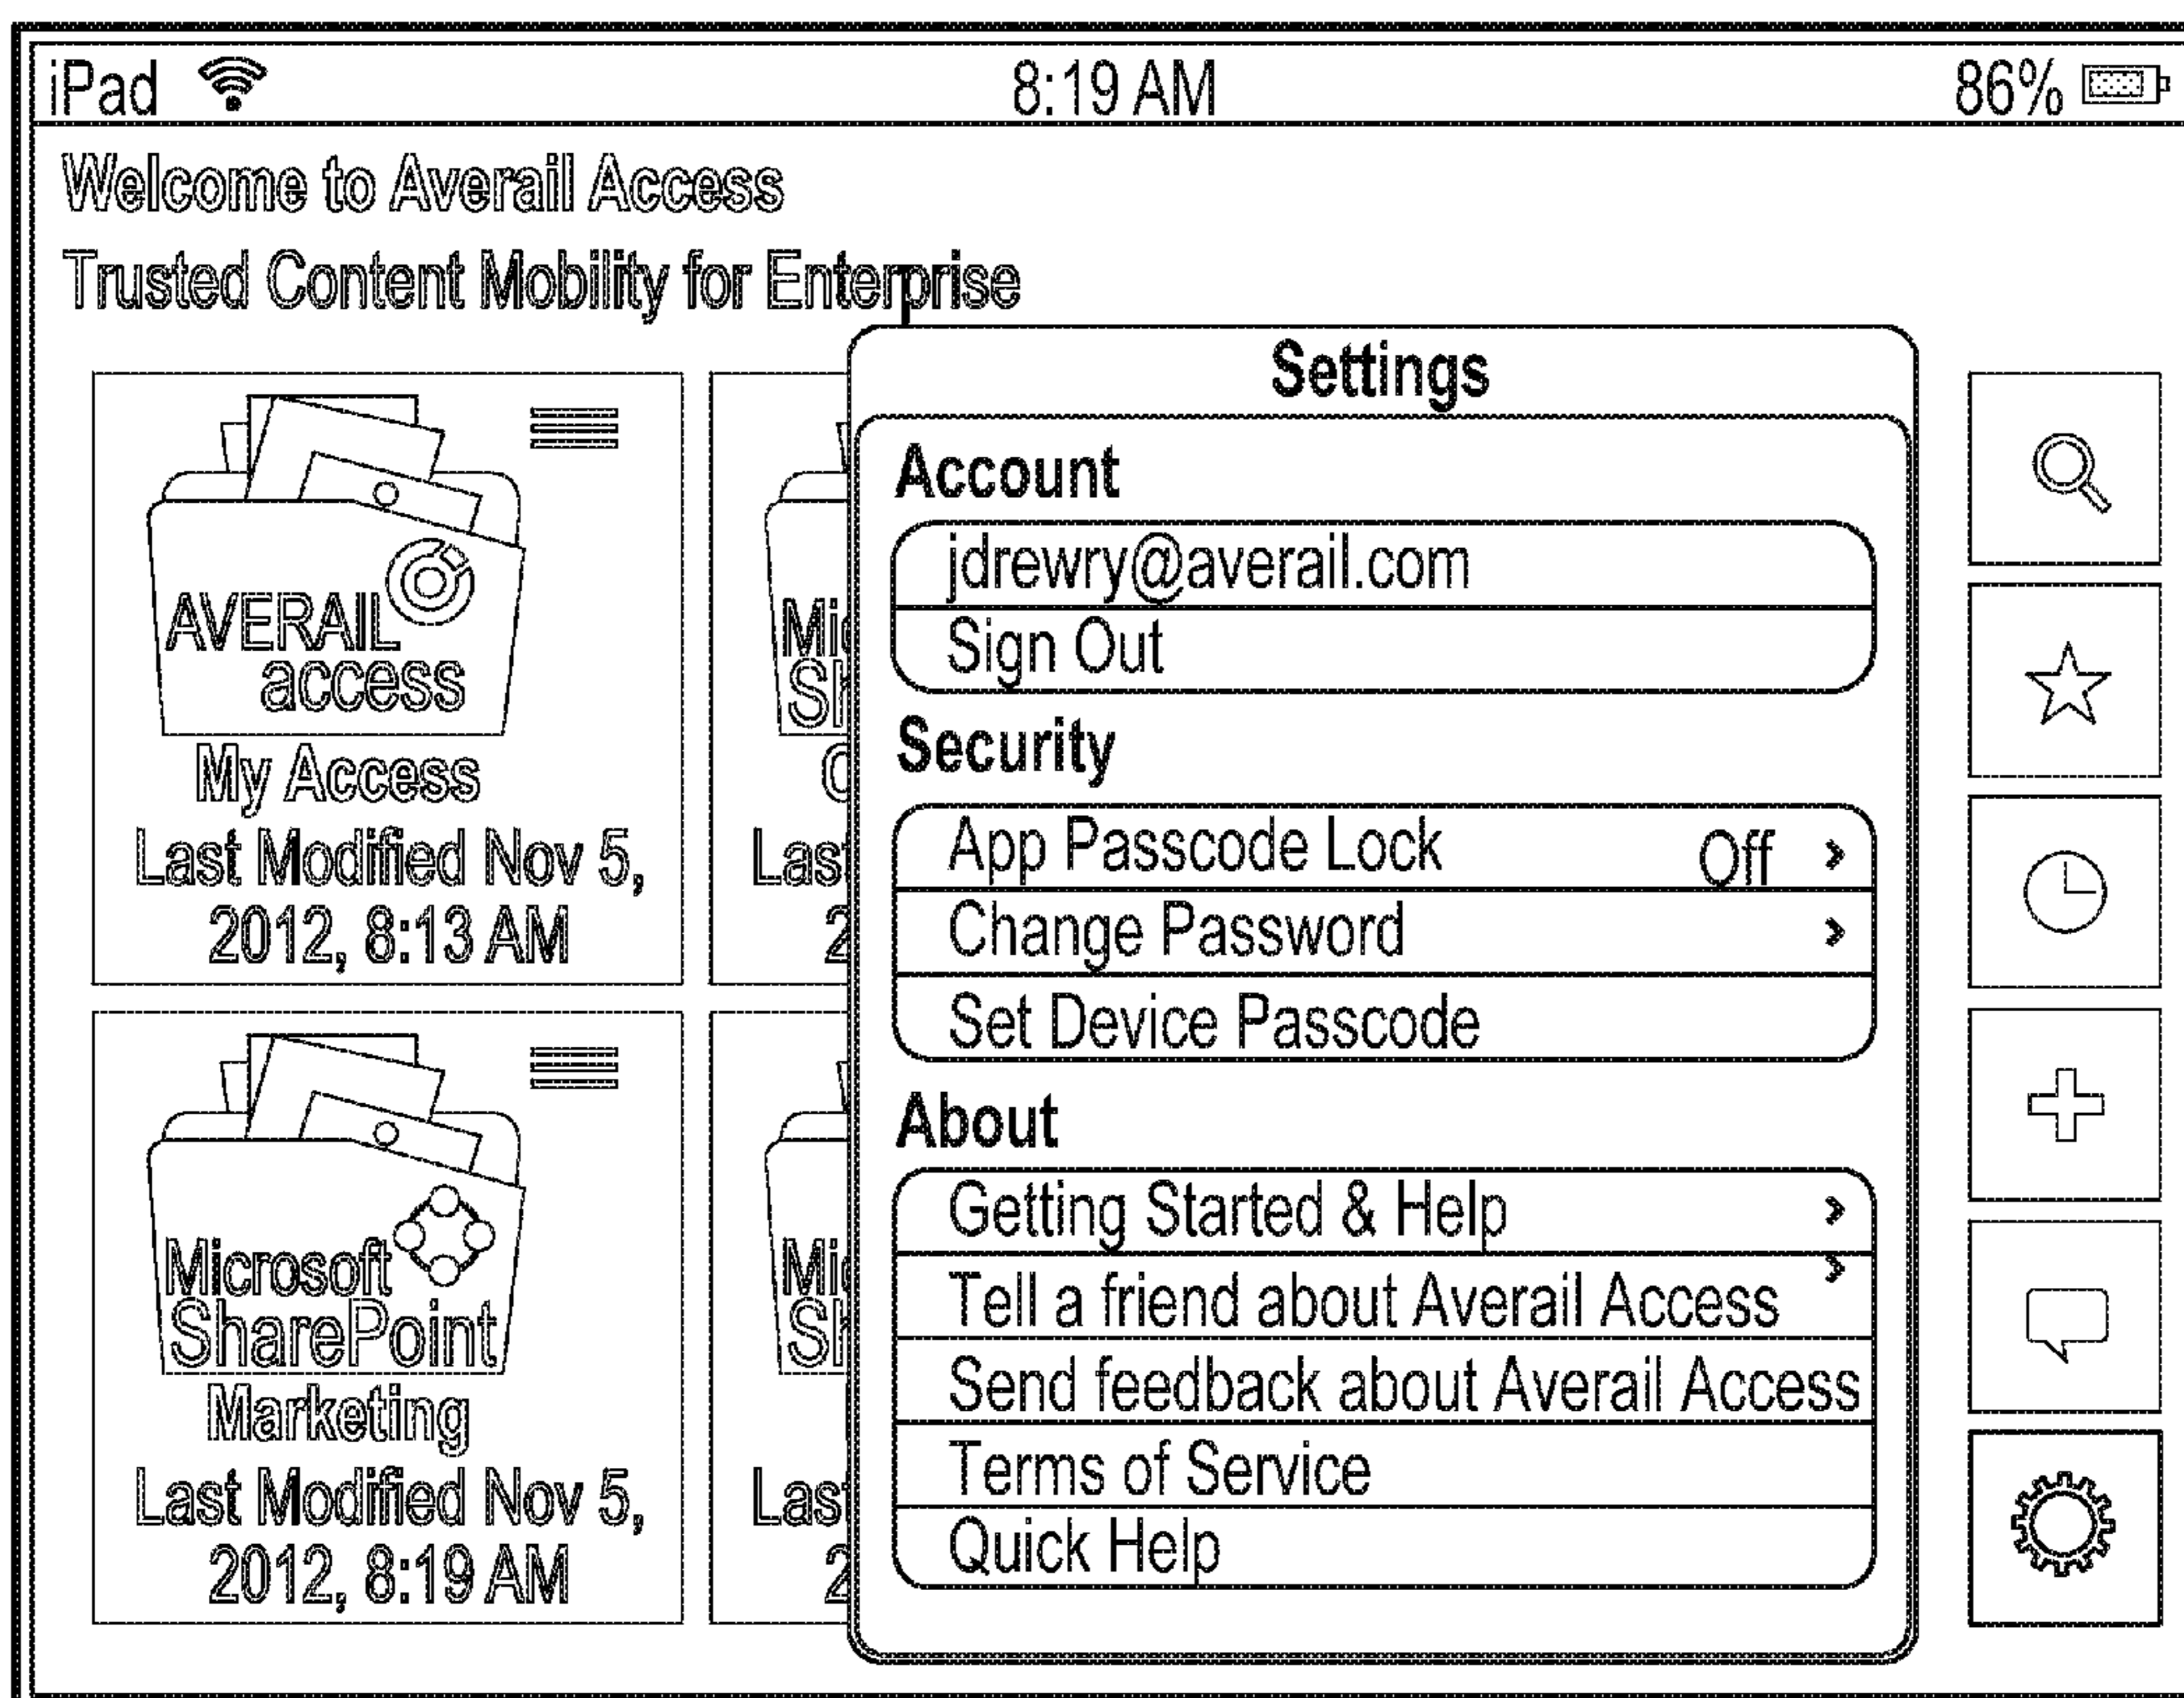 iPad 8:19 AM 86%
Welcome to Averail Access
Trusted Content Mobility for Enterprise
AVERAIL
access
My Access
Last Modified Nov 5,
2012, 8:13 AM
Microsoft
SharePoint
Marketing
Last Modified Nov 5,
2012, 8:19 AM
Settings
Account
jdrewry@averail.com
Sign Out
Security
App Passcode Lock Off ›
Change Password ›
Set Device Passcode
About
Getting Started & Help ›
Tell a friend about Averail Access ›
Send feedback about Averail Access
Terms of Service
Quick Help